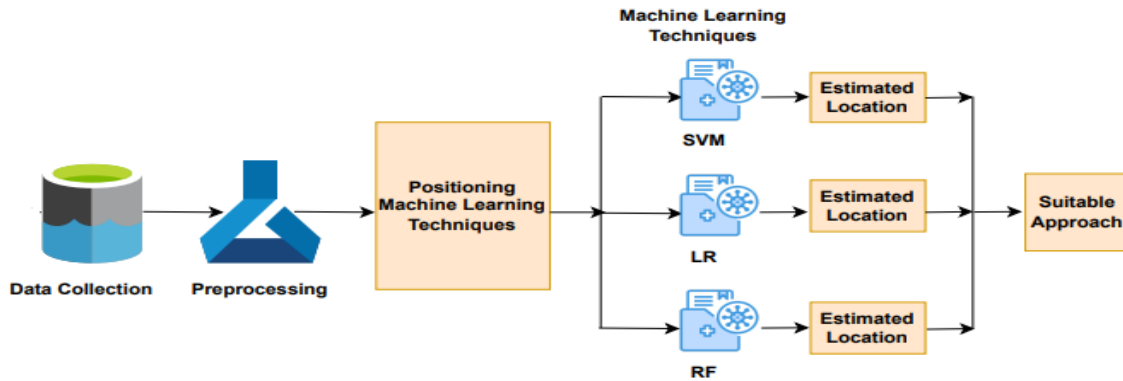 Machine Learning
Techniques
SVM
Estimated
Location
Data Collection
Preprocessing
Positioning
Machine Learning
Techniques
LR
Estimated
Location
Suitable
Approach
RF
Estimated
Location